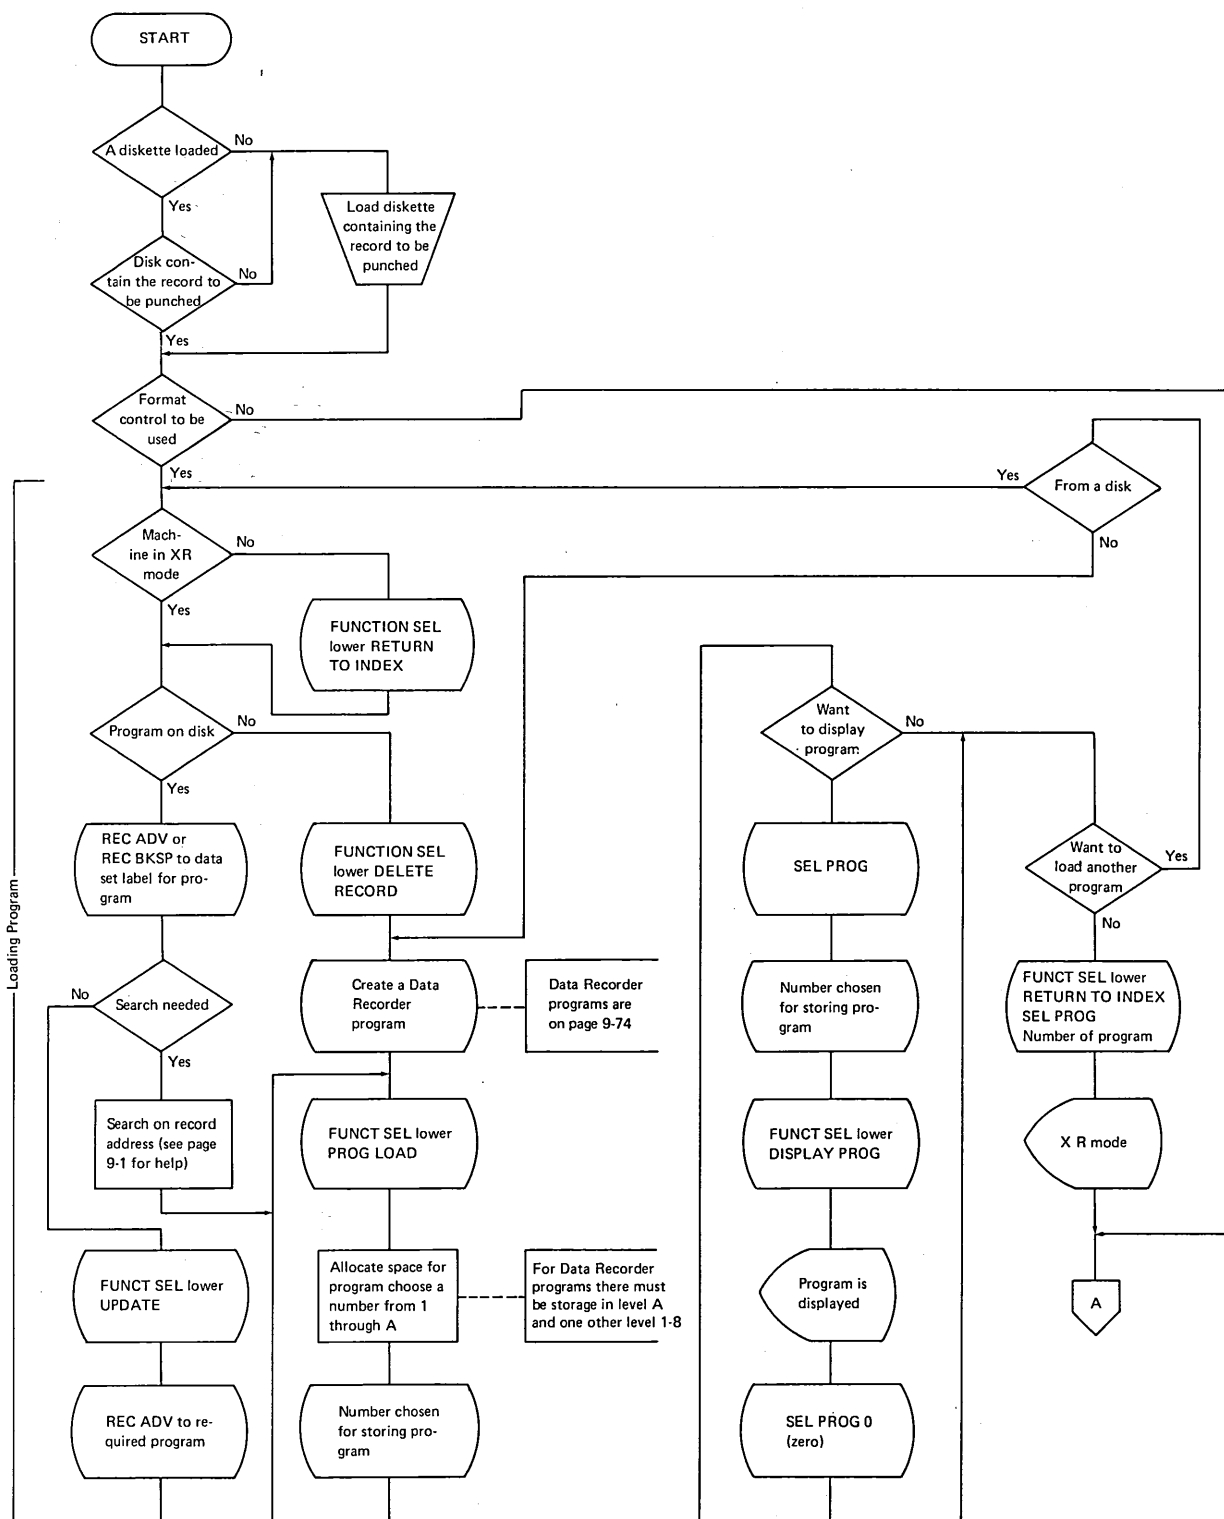 START
A diskette loaded
No
Yes
Load diskette
containing the
record to be
punched
Disk con-
tain the record to
be punched
No
Yes
Format
control to be
used
No
Yes
Yes
From a disk
No
Mach-
ine in XR
mode
No
Yes
FUNCTION SEL
lower RETURN
TO INDEX
Program on disk
No
Yes
Want
to display
program
No
REC ADV or
REC BKSP to data
set label for pro-
gram
FUNCTION SEL
lower DELETE
RECORD
SEL PROG
Want to
load another
program
Yes
No
Loading Program
Search needed
No
Yes
Create a Data
Recorder
program
Data Recorder
programs are
on page 9-74
Number chosen
for storing pro-
gram
FUNCT SEL lower
RETURN TO INDEX
SEL PROG
Number of program
Search on record
address (see page
9-1 for help)
FUNCT SEL lower
PROG LOAD
FUNCT SEL lower
DISPLAY PROG
X R mode
FUNCT SEL lower
UPDATE
Allocate space for
program choose a
number from 1
through A
For Data Recorder
programs there must
be storage in level A
and one other level 1-8
Program is
displayed
A
REC ADV to re-
quired program
Number chosen
for storing pro-
gram
SEL PROG 0
(zero)